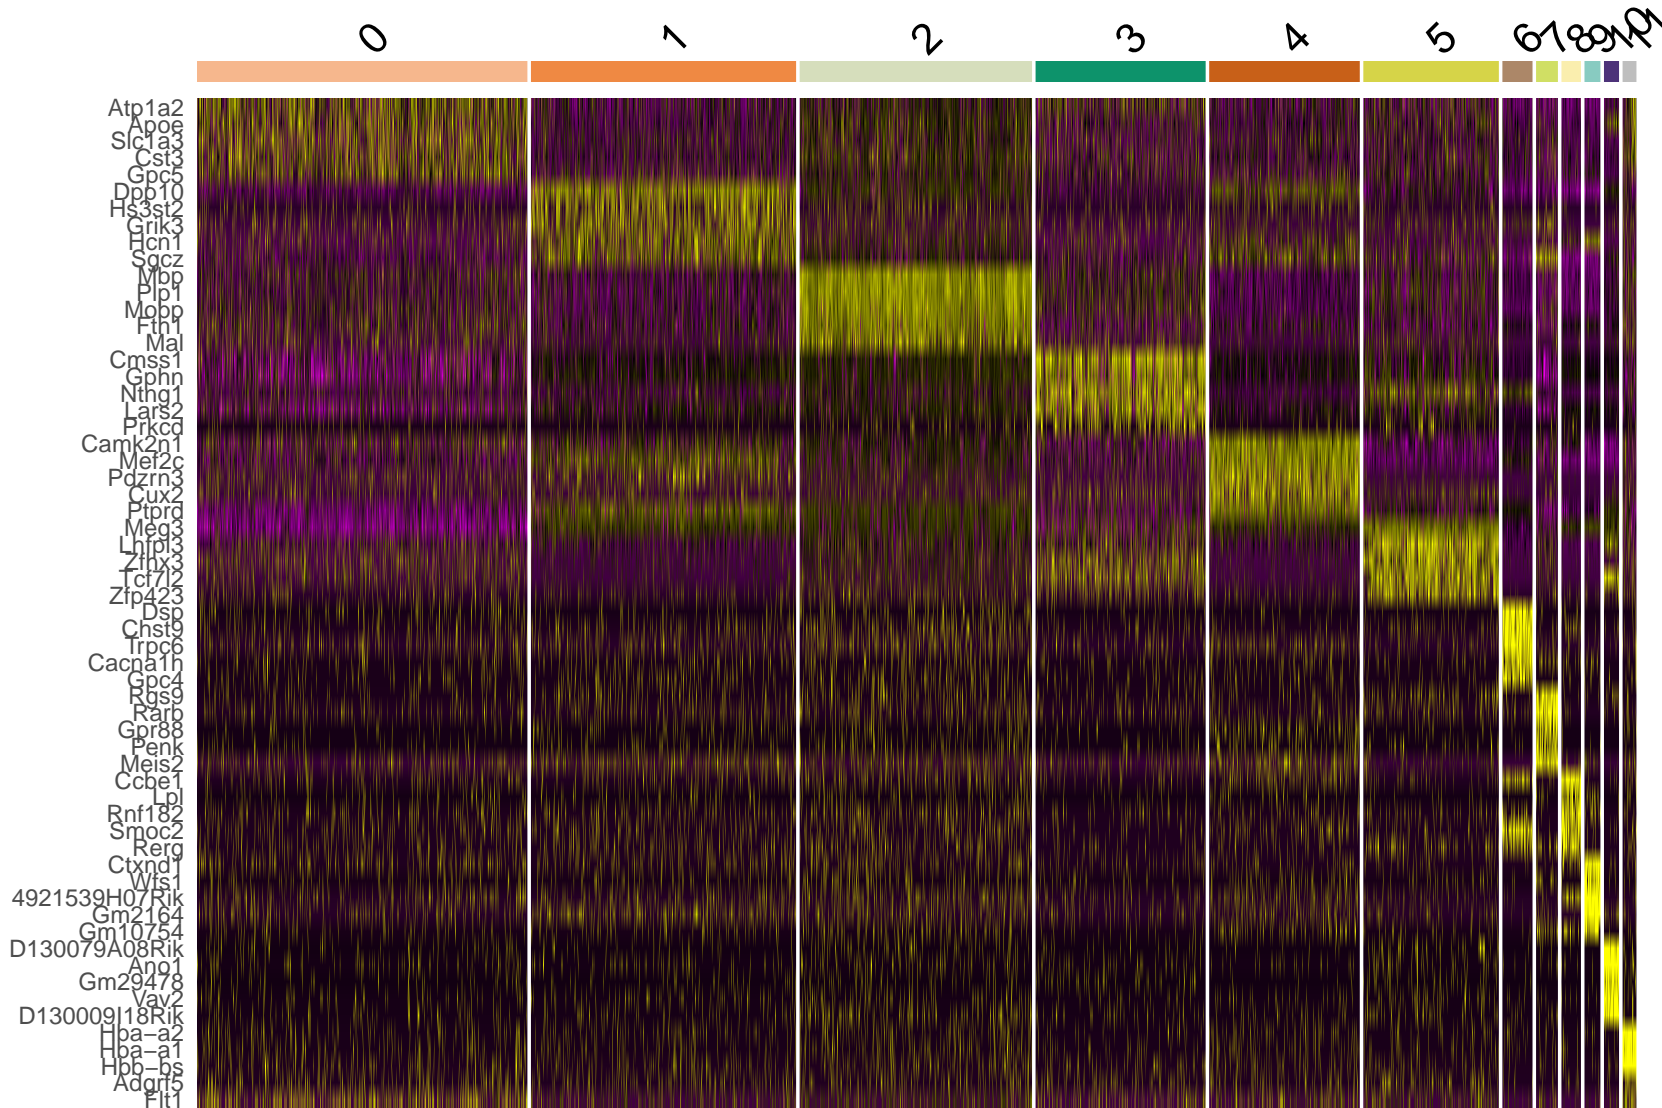 0
1
2
3
4
5
6
7
8
9
10
11
Atp1a2
Apoe
Slc1a3
Cst3
Gpc5
Dpp10
Hs3st2
Grik3
Hcn1
Sgcz
Mbp
Plp1
Mobp
Fth1
Mal
Cmss1
Gphn
Nthg1
Lars2
Prkcd
Camk2n1
Mef2c
Pdzrn3
Cux2
Ptprd
Meg3
Lhfpl3
Zfhx3
Tcf7l2
Zfp423
Dsp
Chst9
Trpc6
Cacna1h
Gpc4
Rgs9
Rarb
Gpr88
Penk
Meis2
Ccbe1
Lpl
Rnf182
Smoc2
Rerg
Ctxnd1
Wfs1
4921539H07Rik
Gm2164
Gm10754
D130079A08Rik
Ano1
Gm29478
Vav2
D130009I18Rik
Hba−a2
Hba−a1
Hbb−bs
Adgrf5
Flt1